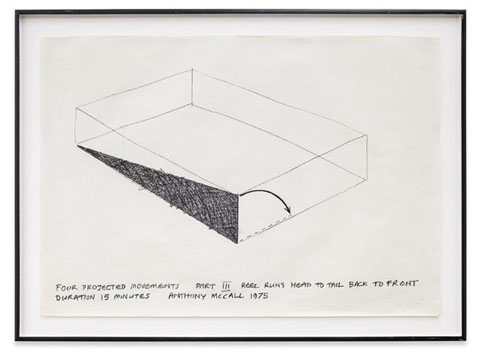 FOUR PROJECTED MOVEMENTS PART III REEL RUNS HEAD TO TAIL BACK TO FRONT
DURATION 15 MINUTES ANTHONY McCALL 1975